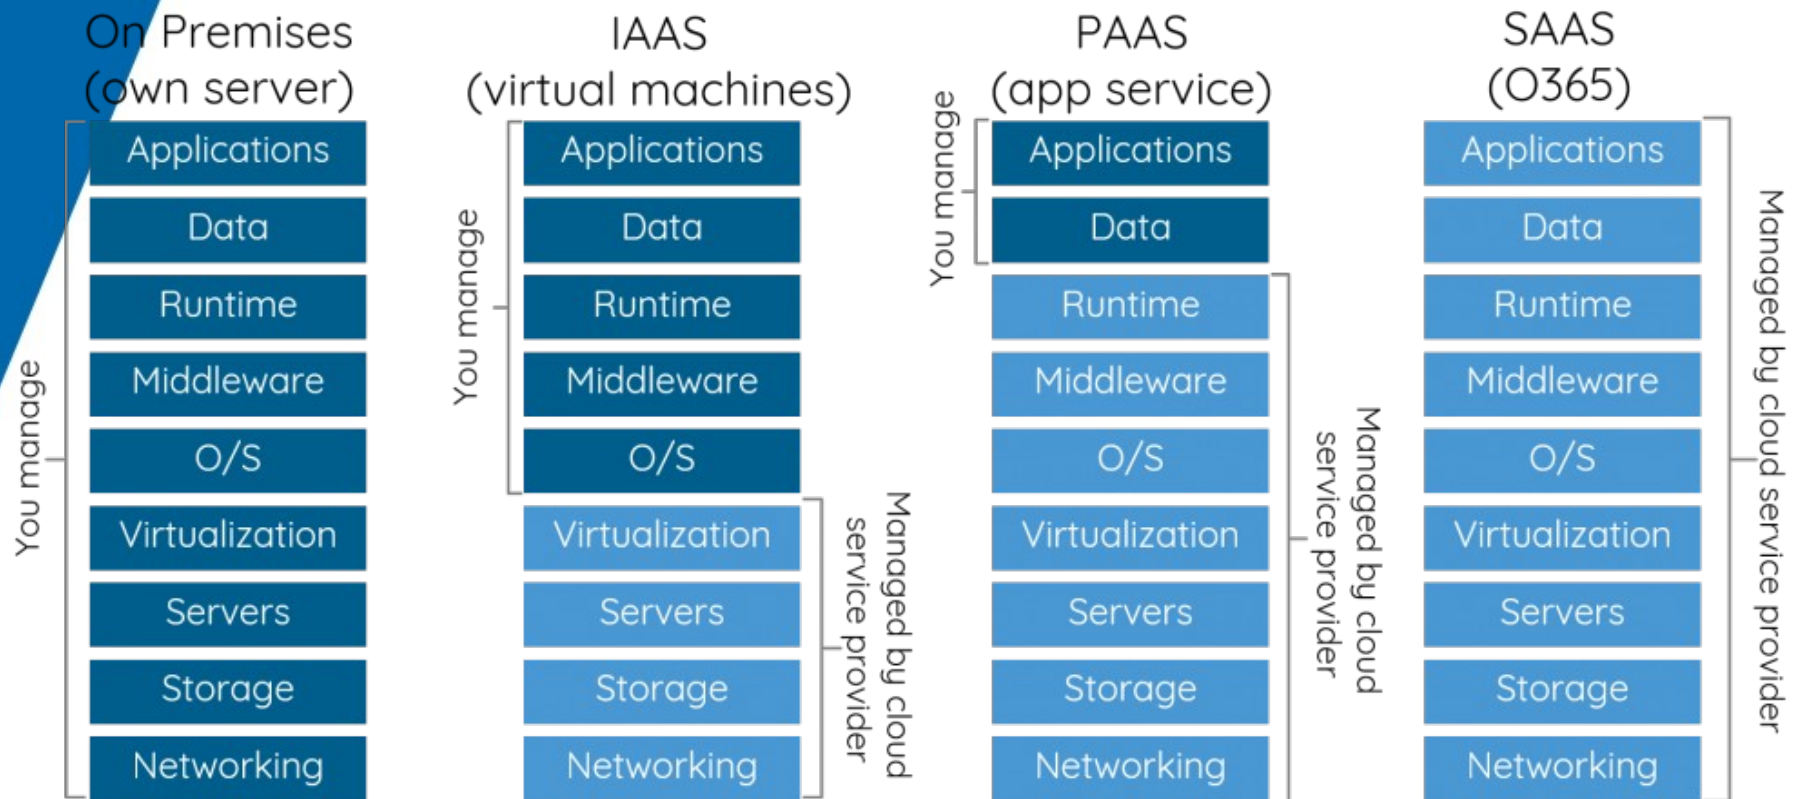 On Premises
(own server)
You manage
Applications
Data
Runtime
Middleware
O/S
Virtualization
Servers
Storage
Networking
IAAS
(virtual machines)
You manage
Applications
Data
Runtime
Middleware
O/S
Virtualization
Servers
Storage
Networking
Managed by cloud
service provider
PAAS
(app service)
You manage
Applications
Data
Runtime
Middleware
O/S
Virtualization
Servers
Storage
Networking
Managed by cloud
service provider
SAAS
(O365)
Applications
Data
Runtime
Middleware
O/S
Virtualization
Servers
Storage
Networking
Managed by cloud service provider